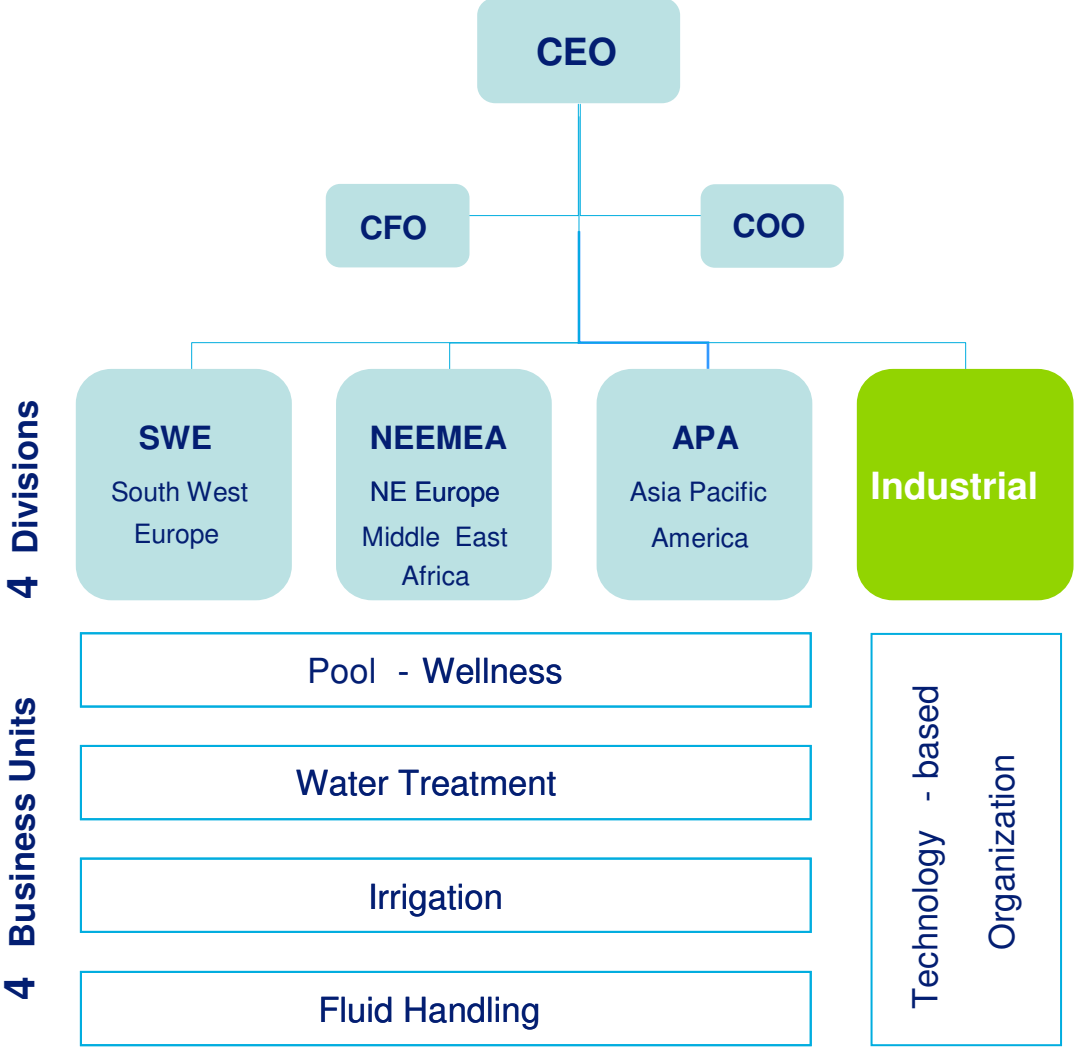 CEO
CFO
COO
4 Divisions
SWE
South West
Europe
NEEMEA
NE Europe
Middle East
Africa
APA
Asia Pacific
America
Industrial
4 Business Units
Pool - Wellness
Water Treatment
Irrigation
Fluid Handling
Technology - based
Organization